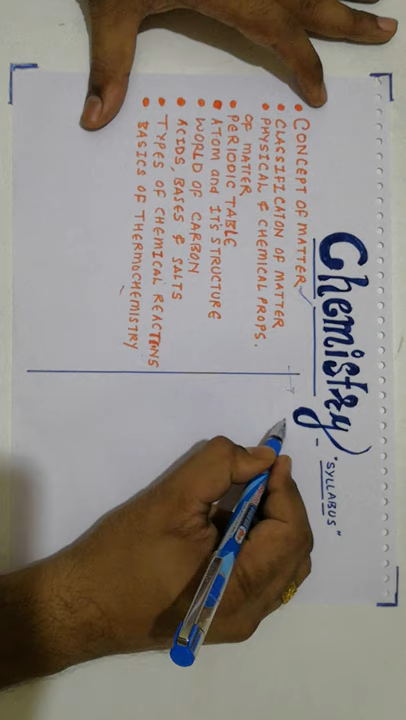 Chemistry
"SYLLABUS"
• CONCEPT OF MATTER
• CLASSIFICATON OF MATTER
• PHYSICAL & CHEMICAL PROPS.
OF MATTER
• PERIODIC TABLE
• ATOM and IT'S STRUCTURE
• WORLD OF CARBON
• ACIDS, BASES & SALTS
• TYPES OF CHEMICAL REACTIONS
• BASICS OF THERMOCHEMISTRY